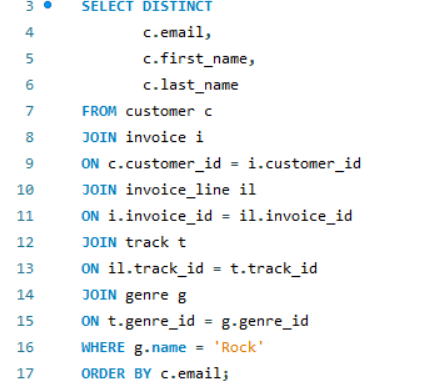 3 SELECT DISTINCT
4 c.email,
5 c.first_name,
6 c.last_name
7 FROM customer c
8 JOIN invoice i
9 ON c.customer_id = i.customer_id
10 JOIN invoice_line il
11 ON i.invoice_id = il.invoice_id
12 JOIN track t
13 ON il.track_id = t.track_id
14 JOIN genre g
15 ON t.genre_id = g.genre_id
16 WHERE g.name = 'Rock'
17 ORDER BY c.email;